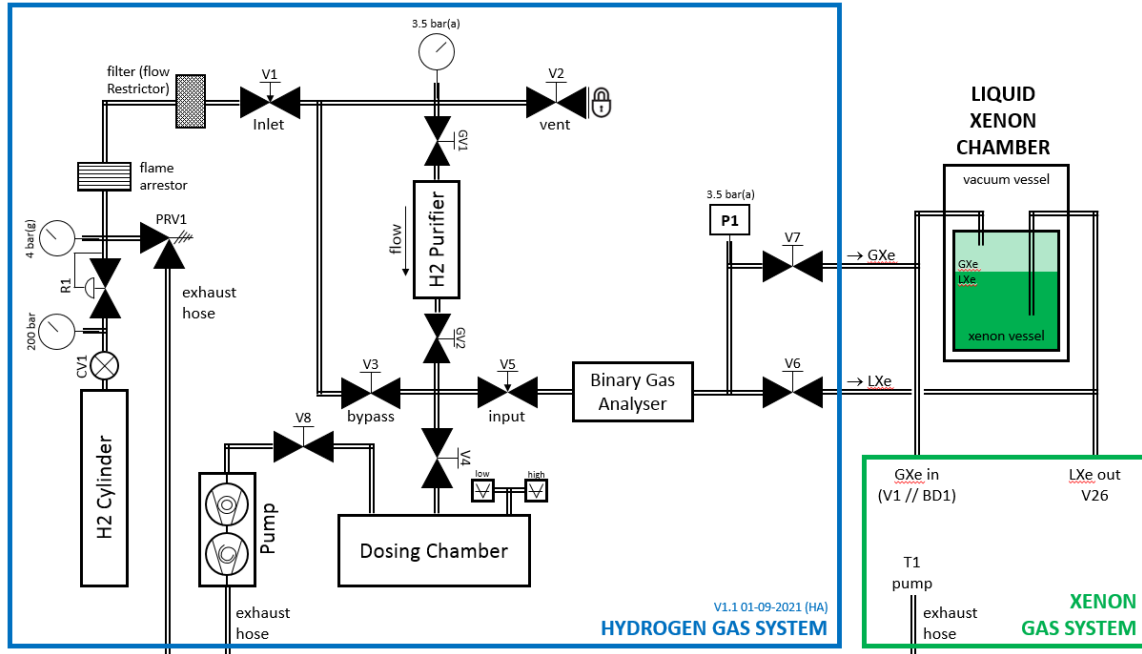 3.5 bar(a)
filter (flow
Restrictor)
V1
Inlet
V2
vent
GV1
flame
arrestor
H2 Purifier
flow
4 bar(g)
PRV1
R1
exhaust
hose
200 bar
CV1
GV2
3.5 bar(a)
P1
V7
→ GXe
V3
bypass
V5
input
Binary Gas
Analyser
V6
→ LXe
V8
V4
low
high
H2 Cylinder
Pump
Dosing Chamber
exhaust
hose
V1.1 01-09-2021 (HA)
HYDROGEN GAS SYSTEM
LIQUID
XENON
CHAMBER
vacuum vessel
GXe
LXe
xenon vessel
GXe in
(V1 // BD1)
LXe out
V26
T1
pump
exhaust
hose
XENON
GAS SYSTEM